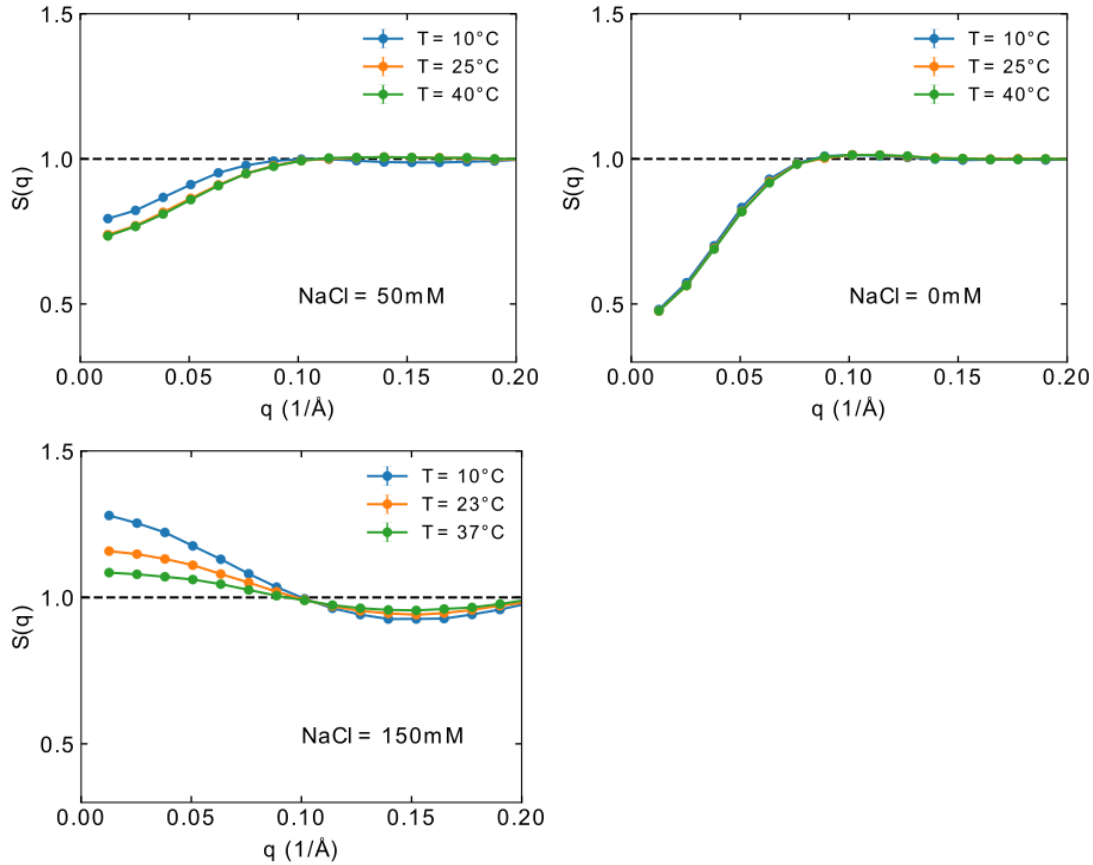 1.5
T = 10°C
T = 25°C
T = 40°C
1.0
S(q)
0.5
NaCl = 50mM
0.00 0.05 0.10 0.15 0.20
q (1/Å)
1.5
T = 10°C
T = 25°C
T = 40°C
1.0
S(q)
0.5
NaCl = 0mM
0.00 0.05 0.10 0.15 0.20
q (1/Å)
1.5
T = 10°C
T = 23°C
T = 37°C
1.0
S(q)
0.5
NaCl = 150mM
0.00 0.05 0.10 0.15 0.20
q (1/Å)